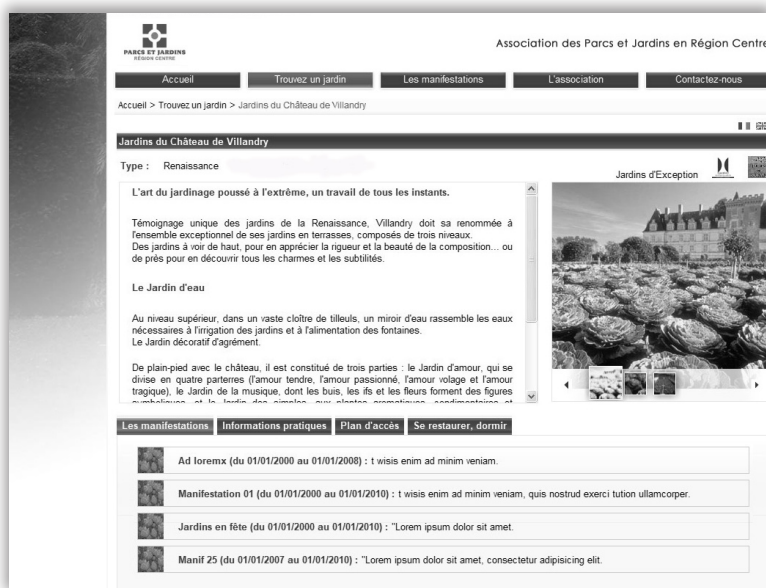 PARCS ET JARDINS
RÉGION CENTRE
Association des Parcs et Jardins en Région Centre
Accueil
Trouvez un jardin
Les manifestations
L'association
Contactez-nous
Accueil > Trouvez un jardin > Jardins du Château de Villandry
Jardins du Château de Villandry
Type : Renaissance
Jardins d'Exception
L'art du jardinage poussé à l'extrême, un travail de tous les instants.
Témoignage unique des jardins de la Renaissance, Villandry doit sa renommée à
l'ensemble exceptionnel de ses jardins en terrasses, composés de trois niveaux.
Des jardins à voir de haut, pour en apprécier la rigueur et la beauté de la composition... ou
de près pour en découvrir tous les charmes et les subtilités.
Le Jardin d'eau
Au niveau supérieur, dans un vaste cloître de tilleuls, un miroir d'eau rassemble les eaux
nécessaires à l'irrigation des jardins et à l'alimentation des fontaines.
Le Jardin décoratif d'agrément.
De plain-pied avec le château, il est constitué de trois parties : le Jardin d'amour, qui se
divise en quatre parterres (l'amour tendre, l'amour passionné, l'amour volage et l'amour
tragique), le Jardin de la musique, dont les buis, les ifs et les fleurs forment des figures
symboliques, et le Jardin des simples, aux plantes aromatiques, condimentaires et
Les manifestations
Informations pratiques
Plan d'accès
Se restaurer, dormir
Ad loremx (du 01/01/2000 au 01/01/2008) : t wisis enim ad minim veniam.
Manifestation 01 (du 01/01/2000 au 01/01/2010) : t wisis enim ad minim veniam, quis nostrud exerci tution ullamcorper.
Jardins en fête (du 01/01/2000 au 01/01/2010) : "Lorem ipsum dolor sit amet.
Manif 25 (du 01/01/2007 au 01/01/2010) : "Lorem ipsum dolor sit amet, consectetur adipisicing elit.